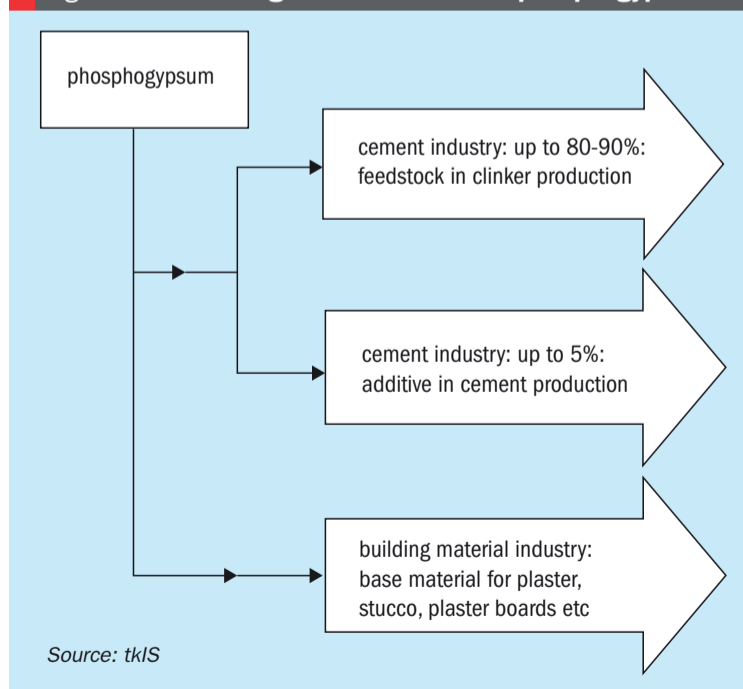 phosphogypsum
cement industry: up to 80-90%:
feedstock in clinker production
cement industry: up to 5%:
additive in cement production
building material industry:
base material for plaster,
stucco, plaster boards etc
Source: tkIS